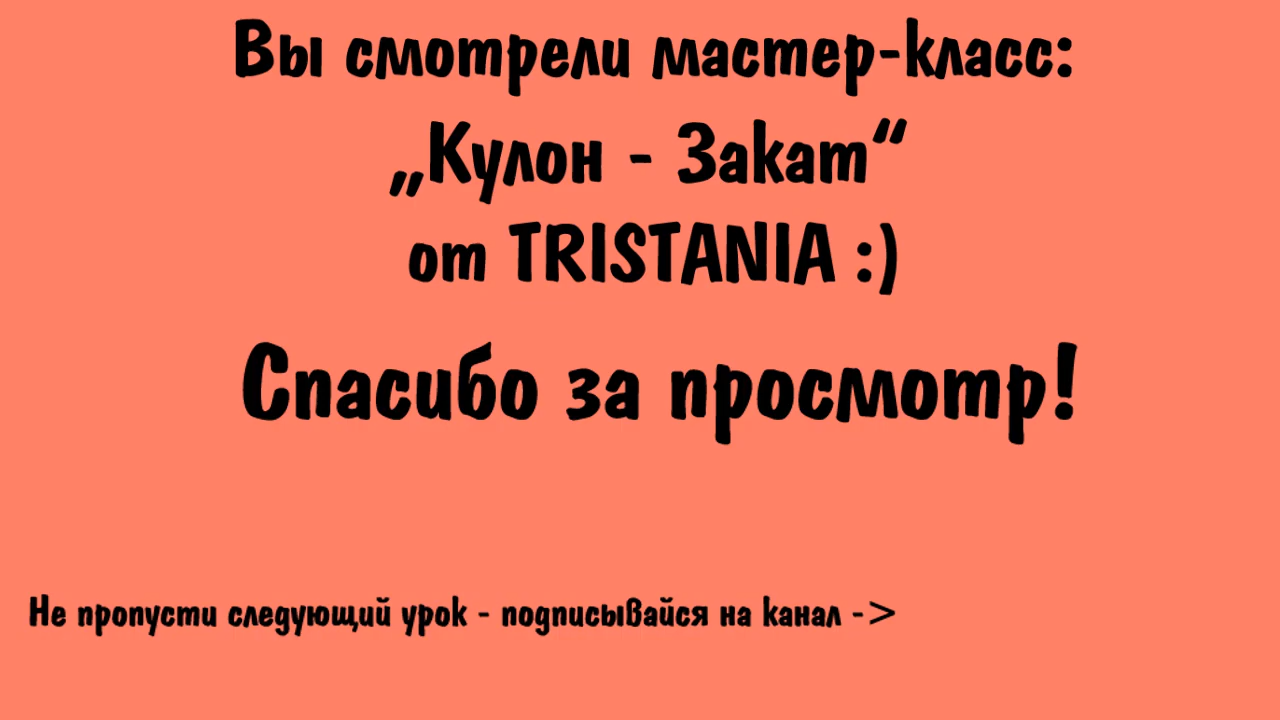 Вы смотрели мастер-класс:
„Кулон - Закат“
от TRISTANIA :)
Спасибо за просмотр!
Не пропусти следующий урок - подписывайся на канал ->